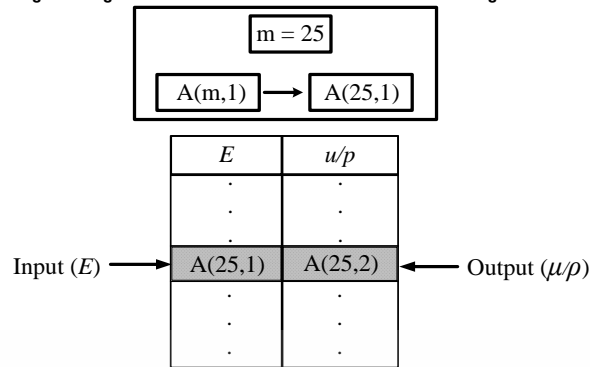 m = 25
A(m,1) A(25,1)
E u/p
. .
. .
. .
Input (E) A(25,1) A(25,2) Output (μ/ρ)
. .
. .
. .